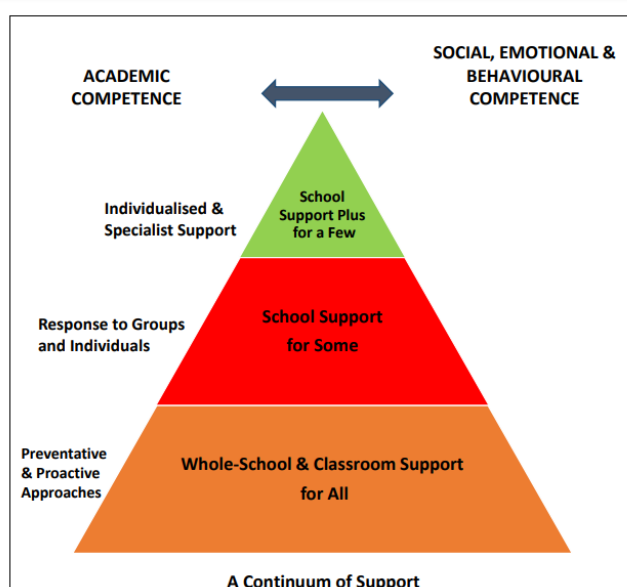 ACADEMIC
COMPETENCE
SOCIAL, EMOTIONAL &
BEHAVIOURAL
COMPETENCE
Individualised &
Specialist Support
School
Support Plus
for a Few
Response to Groups
and Individuals
School Support
for Some
Preventative
& Proactive
Approaches
Whole-School & Classroom Support
for All
A Continuum of Support